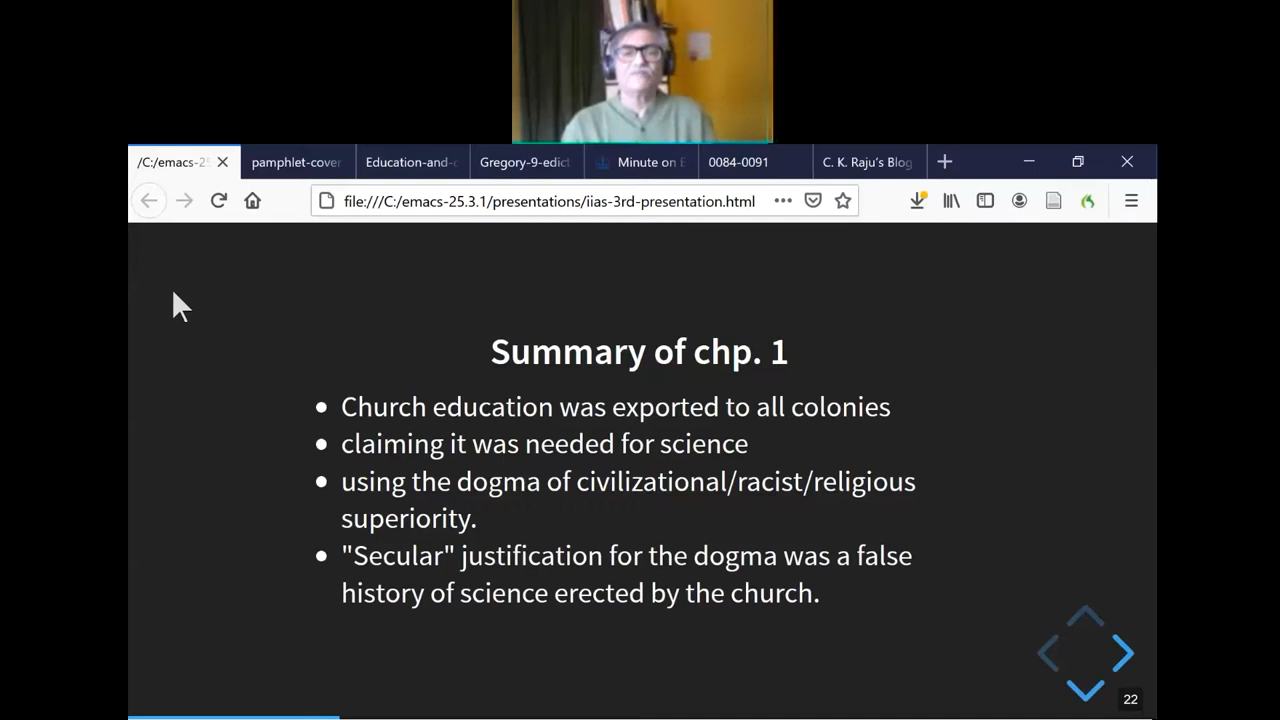 /C:/emacs-25
pamphlet-cover
Education-and-
Gregory-9-edict
Minute on E
0084-0091
C. K. Raju's Blog
file:///C:/emacs-25.3.1/presentations/iias-3rd-presentation.html
Summary of chp. 1
Church education was exported to all colonies
claiming it was needed for science
using the dogma of civilizational/racist/religious
superiority.
"Secular" justification for the dogma was a false
history of science erected by the church.
22